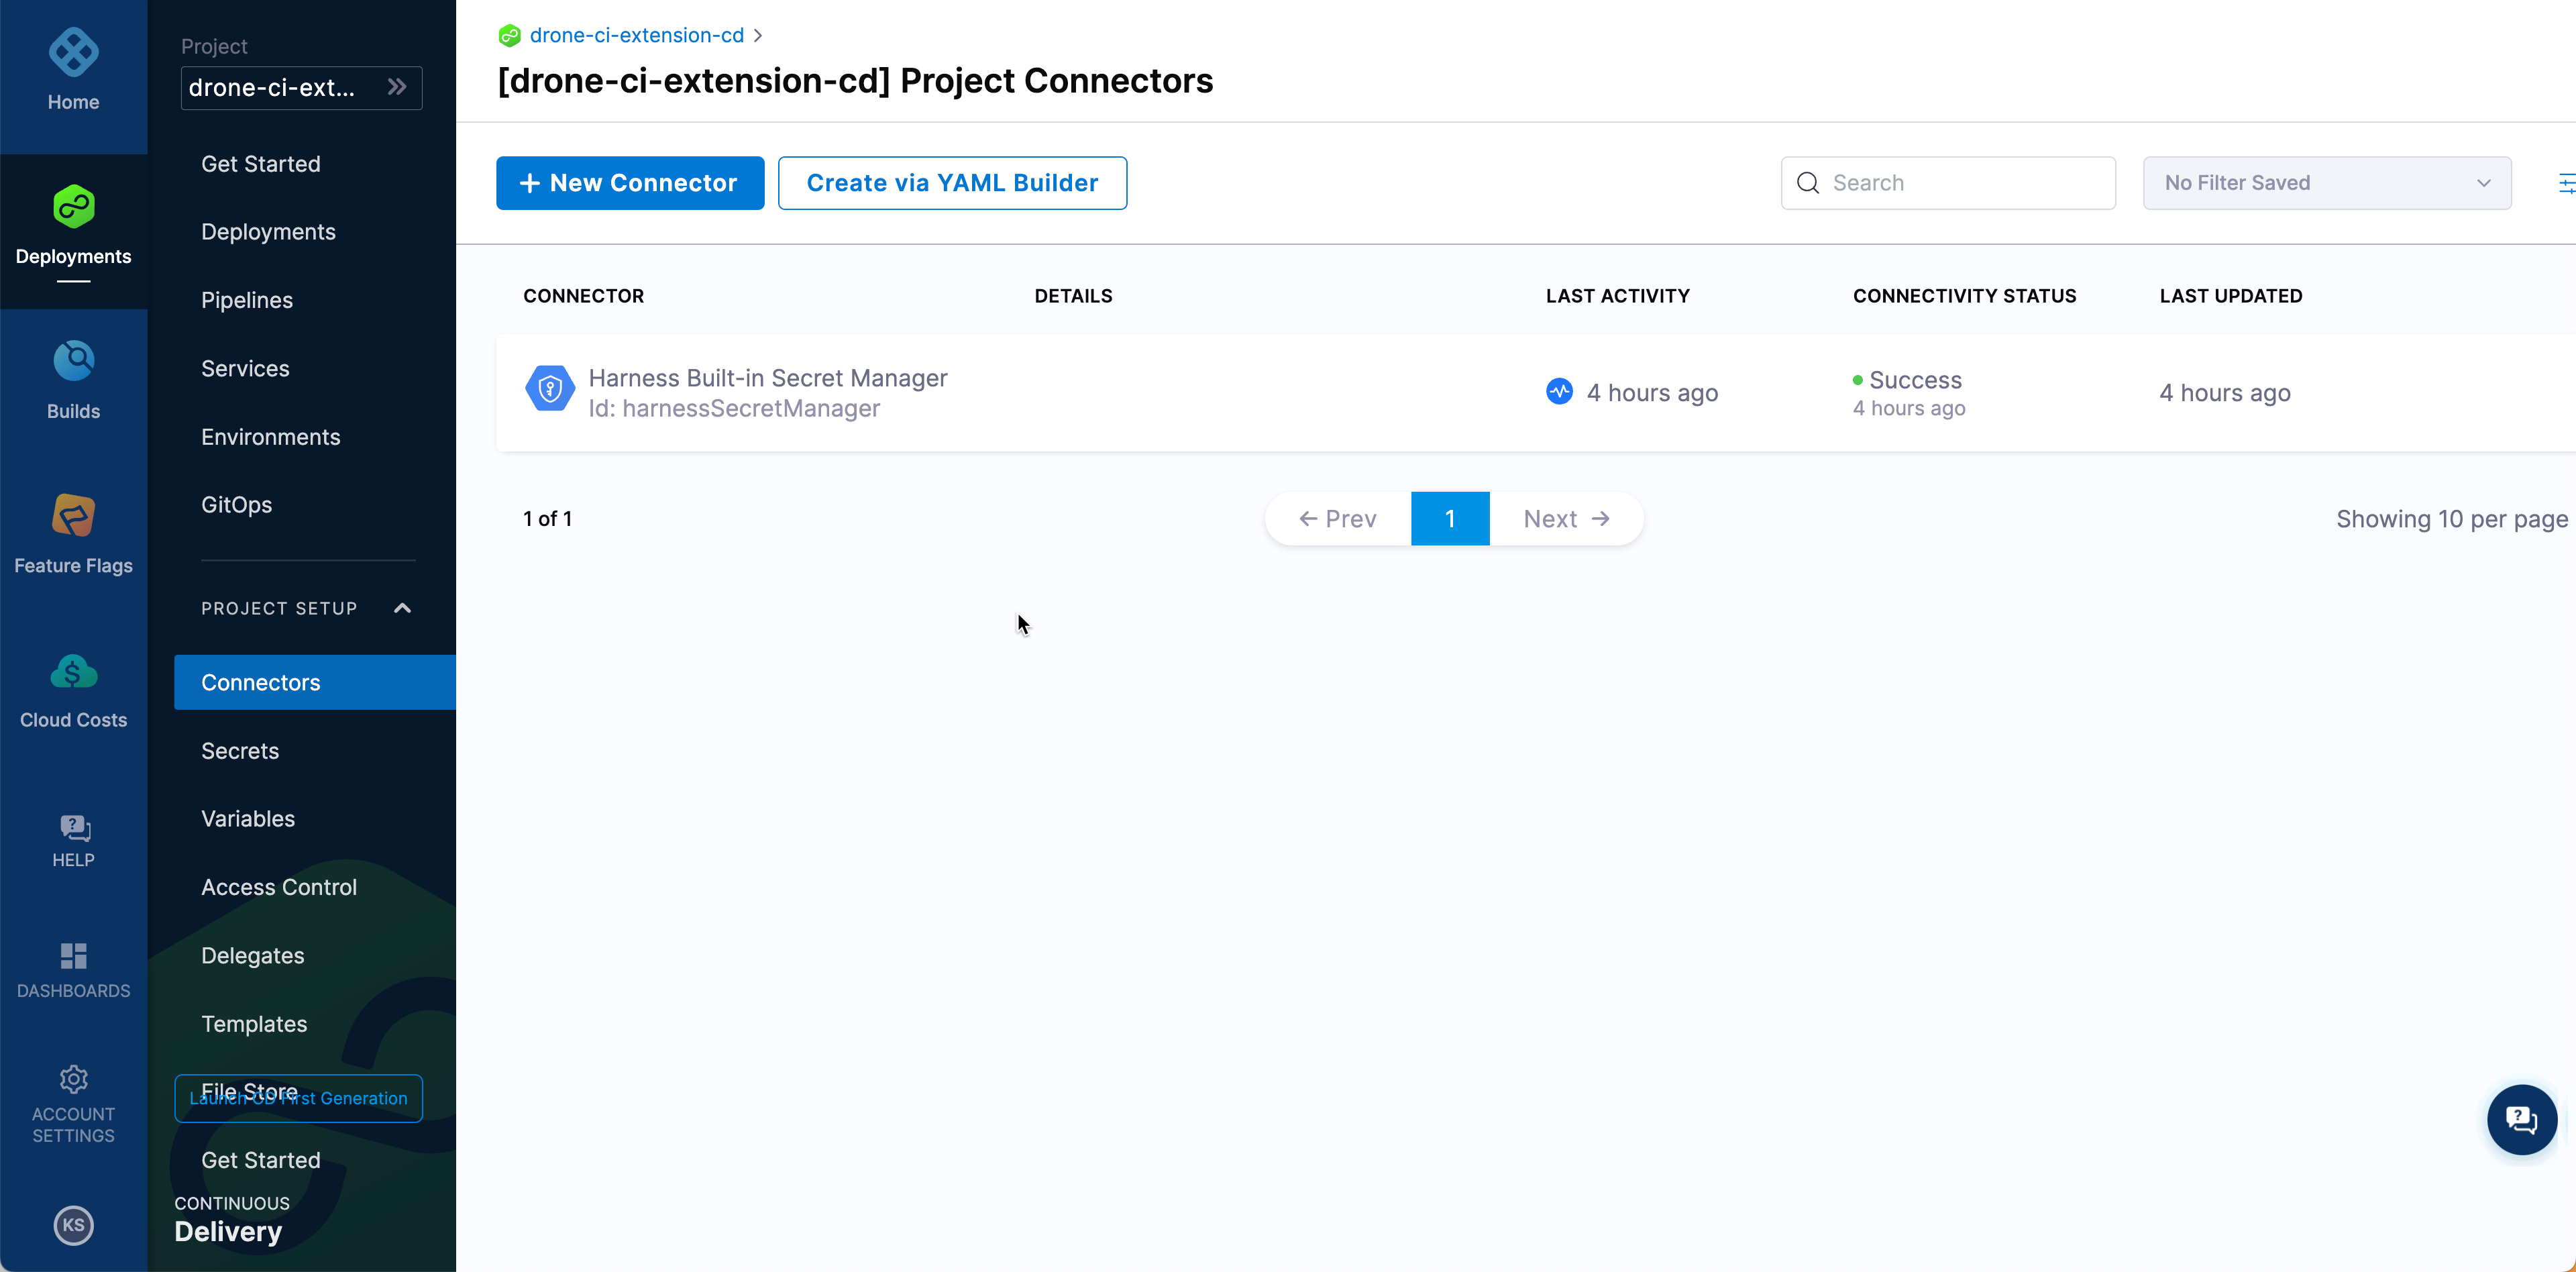 Home
Deployments
Builds
Feature Flags
Cloud Costs
HELP
DASHBOARDS
ACCOUNT
SETTINGS
KS
Project
drone-ci-ext...
Get Started
Deployments
Pipelines
Services
Environments
GitOps
PROJECT SETUP
Connectors
Secrets
Variables
Access Control
Delegates
Templates
File Store
Launch CD First Generation
Get Started
CONTINUOUS
Delivery
drone-ci-extension-cd
[drone-ci-extension-cd] Project Connectors
+ New Connector
Create via YAML Builder
Search
No Filter Saved
CONNECTOR DETAILS LAST ACTIVITY CONNECTIVITY STATUS LAST UPDATED
Harness Built-in Secret Manager
Id: harnessSecretManager
4 hours ago
Success
4 hours ago
4 hours ago
1 of 1
Prev 1 Next
Showing 10 per page